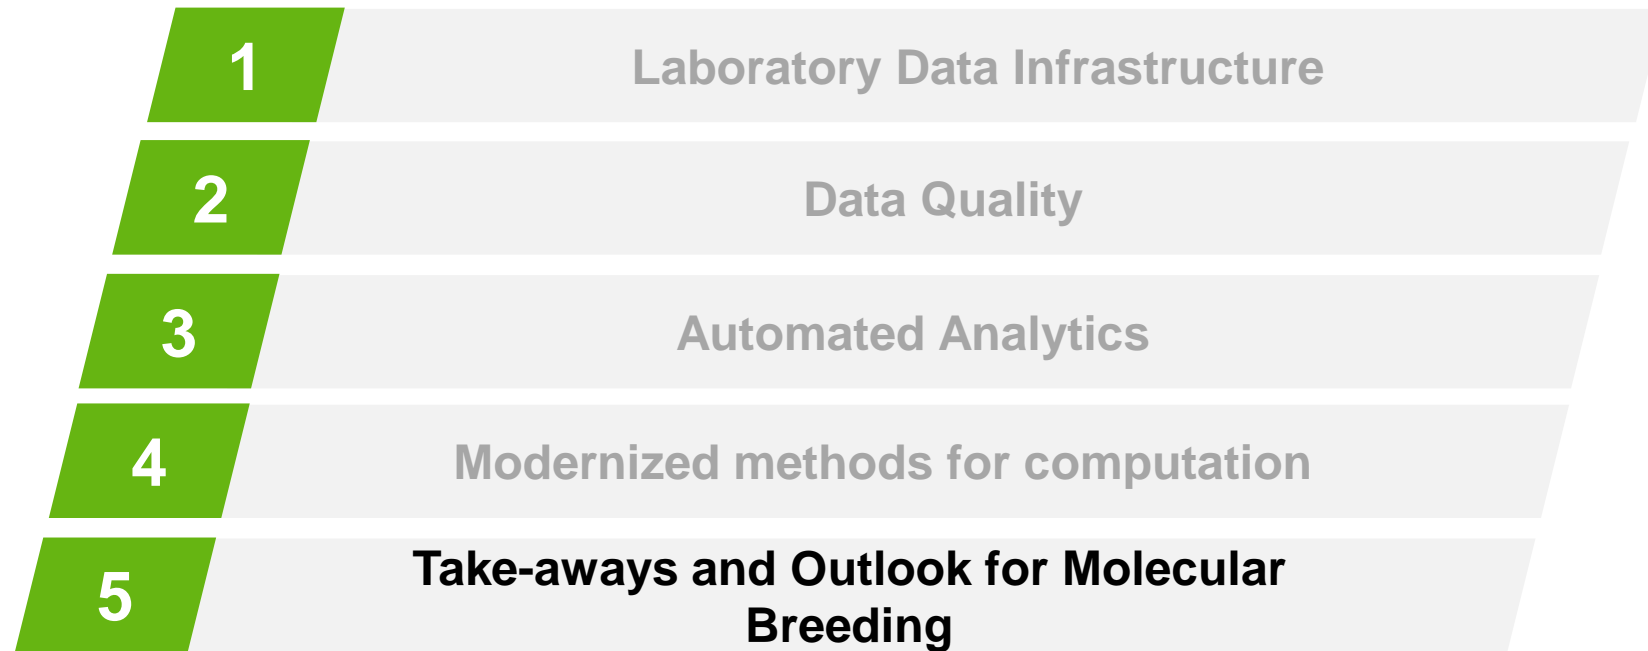 1
Laboratory Data Infrastructure
2
Data Quality
3
Automated Analytics
4
Modernized methods for computation
5
Take-aways and Outlook for Molecular
Breeding